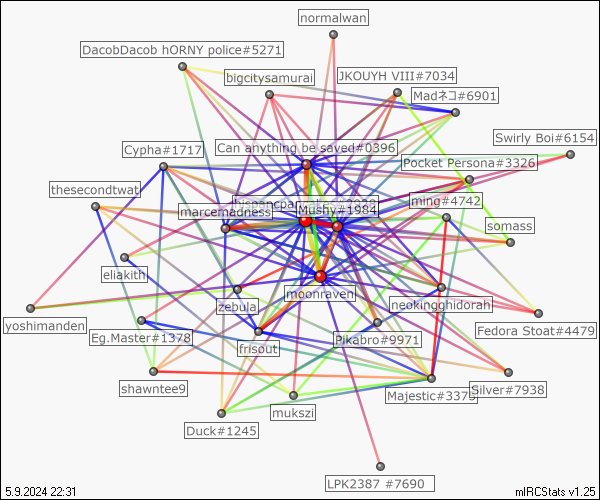 normalwan
DacobDacob hORNY police#5271
bigcitysamurai
JKOUYH VIII#7034
Madネコ#6901
Swirly Boi#6154
Cypha#1717
Can anything be saved#0396
Pocket Persona#3326
thesecondtwat
marcemadness
Mushy#1984
ming#4742
somass
eliakith
moonraven
neokingghidorah
zebula
yoshimanden
Eg.Master#1378
frisout
Pikabro#9971
Fedora Stoat#4479
shawntee9
Majestic#3375
Silver#7938
mukszi
Duck#1245
LPK2387 #7690
5.9.2024 22:31
mIRCStats v1.25